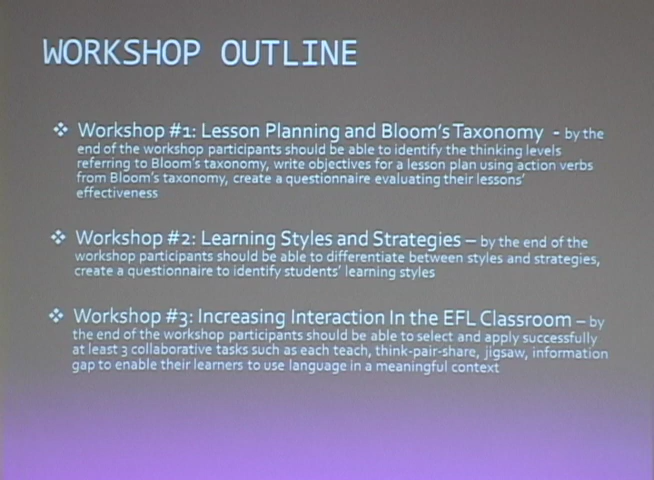 WORKSHOP OUTLINE
❖ Workshop #1: Lesson Planning and Bloom's Taxonomy - by the
end of the workshop participants should be able to identify the thinking levels
referring to Bloom's taxonomy, write objectives for a lesson plan using action verbs
from Bloom's taxonomy, create a questionnaire evaluating their lessons'
effectiveness
❖ Workshop #2: Learning Styles and Strategies – by the end of the
workshop participants should be able to differentiate between styles and strategies,
create a questionnaire to identify students' learning styles
❖ Workshop #3: Increasing Interaction In the EFL Classroom – by
the end of the workshop participants should be able to select and apply successfully
at least 3 collaborative tasks such as each teach, think-pair-share, jigsaw, information
gap to enable their learners to use language in a meaningful context